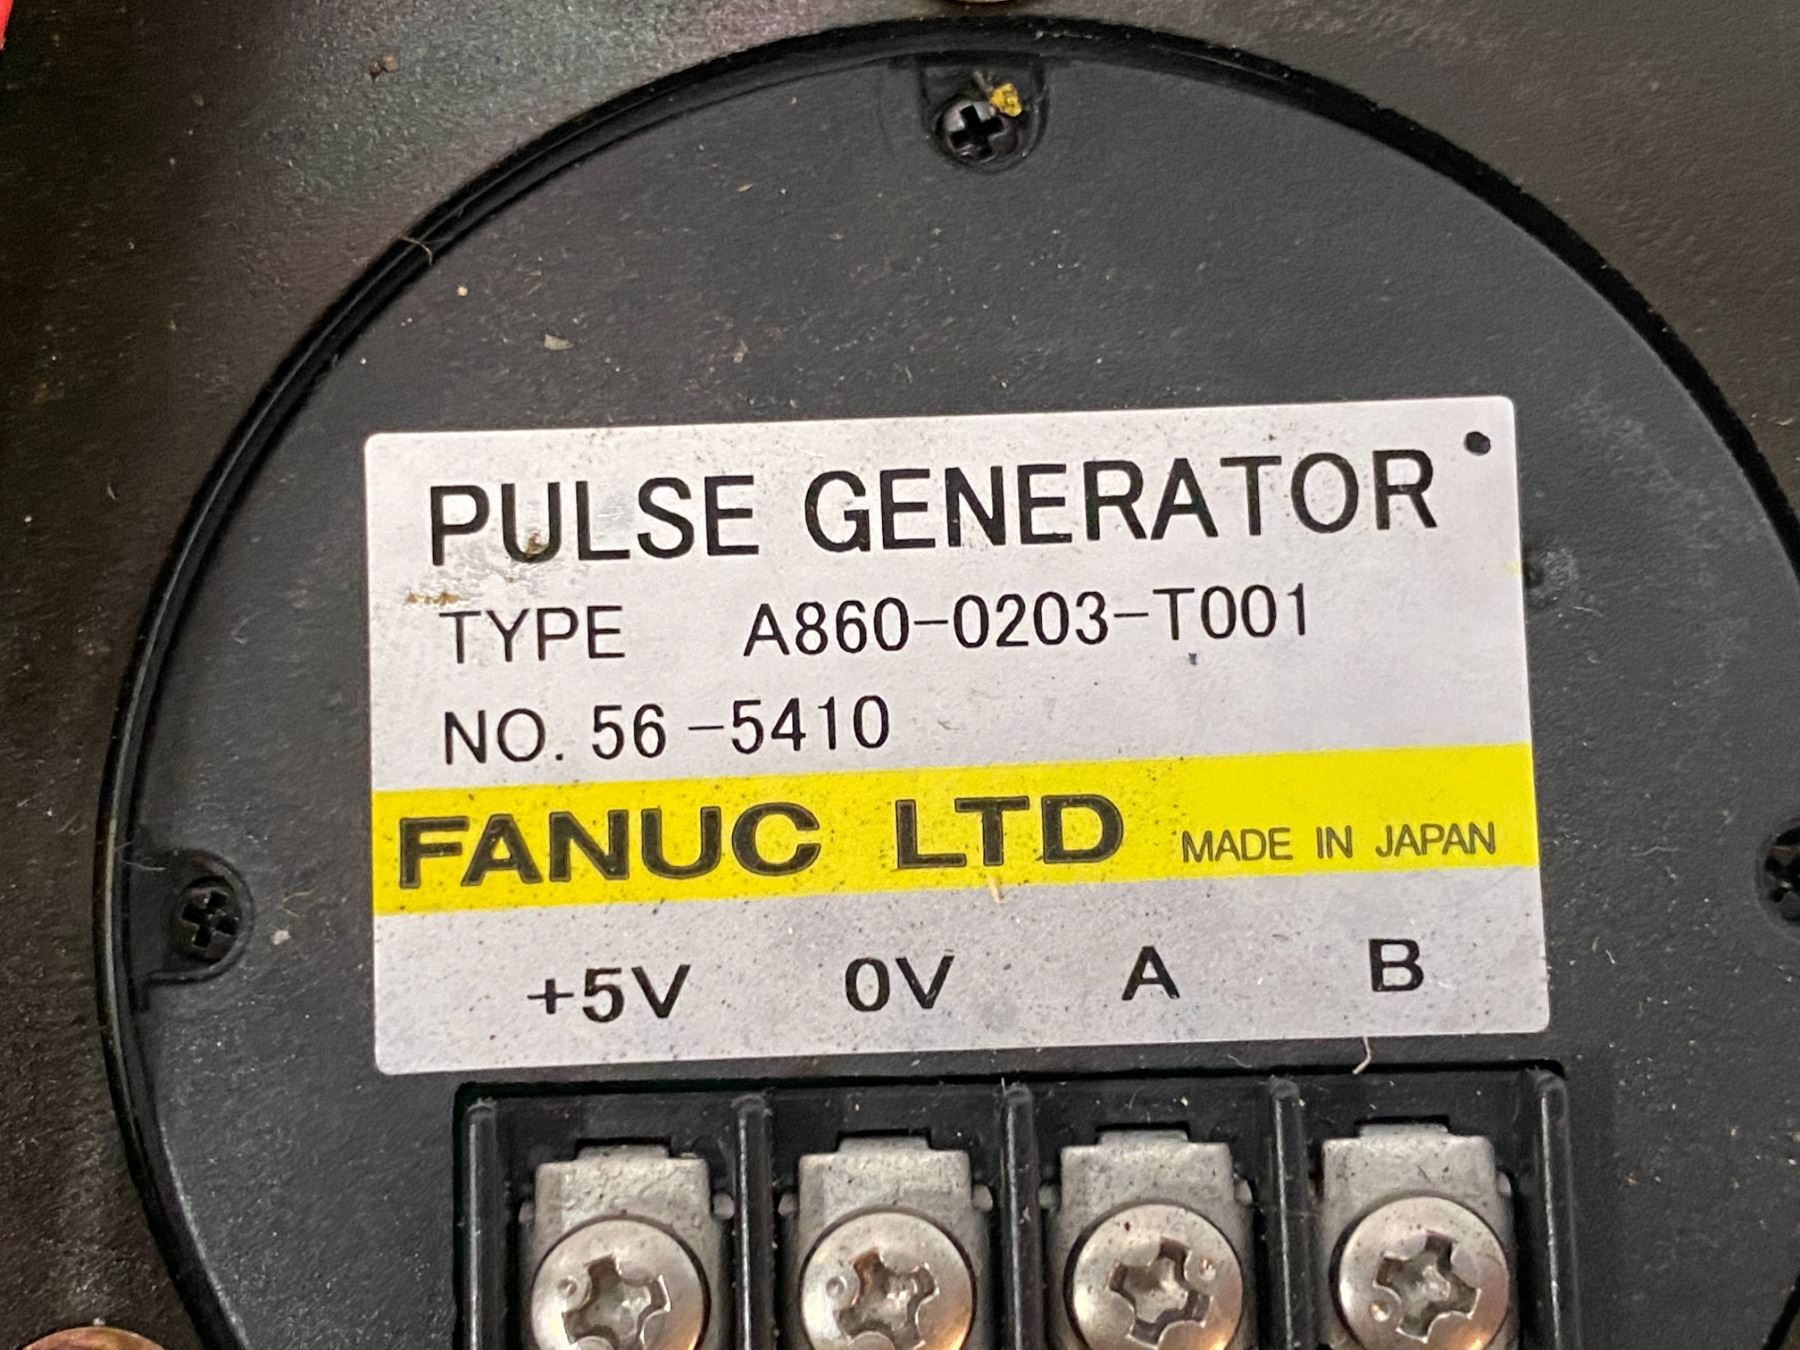 PULSE GENERATOR
TYPE A860-0203-T001
NO. 56-5410
FANUC LTD MADE IN JAPAN
+5V 0V A B